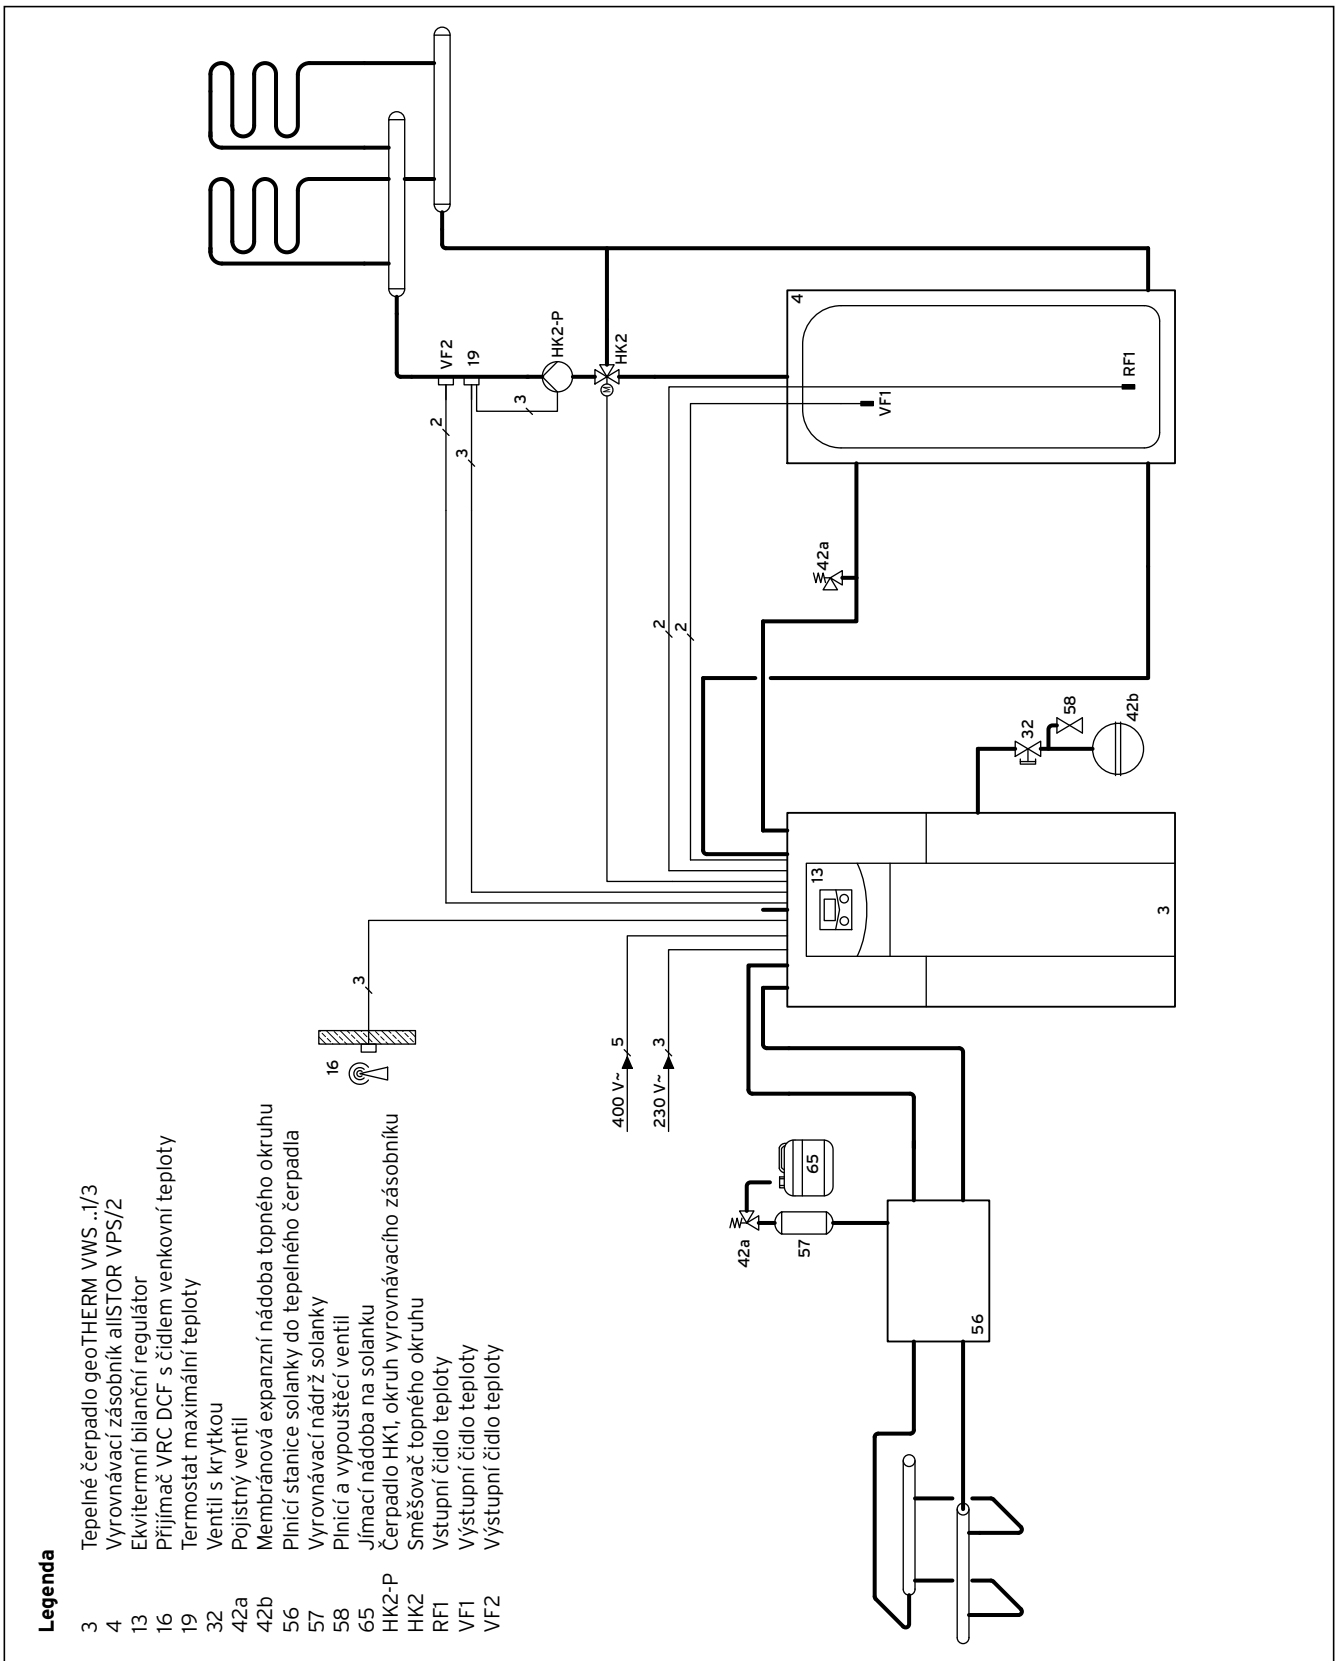 Legenda
3 Tepelné čerpadlo geoTHERM VWS ..1/3
4 Vyrovnávací zásobník allSTOR VPS/2
13 Ekvitermní bilanční regulátor
16 Přijímač VRC DCF s čidlem venkovní teploty
19 Termostat maximální teploty
32 Ventil s krytkou
42a Pojistný ventil
42b Membránová expanzní nádoba topného okruhu
56 Plnicí stanice solanky do tepelného čerpadla
57 Vyrovnávací nádrž solanky
58 Plnicí a vypouštěcí ventil
65 Jímací nádoba na solanku
HK2-P Čerpadlo HK1, okruh vyrovnávacího zásobníku
HK2 Směšovač topného okruhu
RF1 Vstupní čidlo teploty
VF1 Výstupní čidlo teploty
VF2 Výstupní čidlo teploty
56
42a
57
65
16
3
400 V~ 5
230 V~ 3
13
3
32
58
42b
2
2
42a
2
3
3
VF2
19
HK2-P
M
HK2
4
VF1
RF1